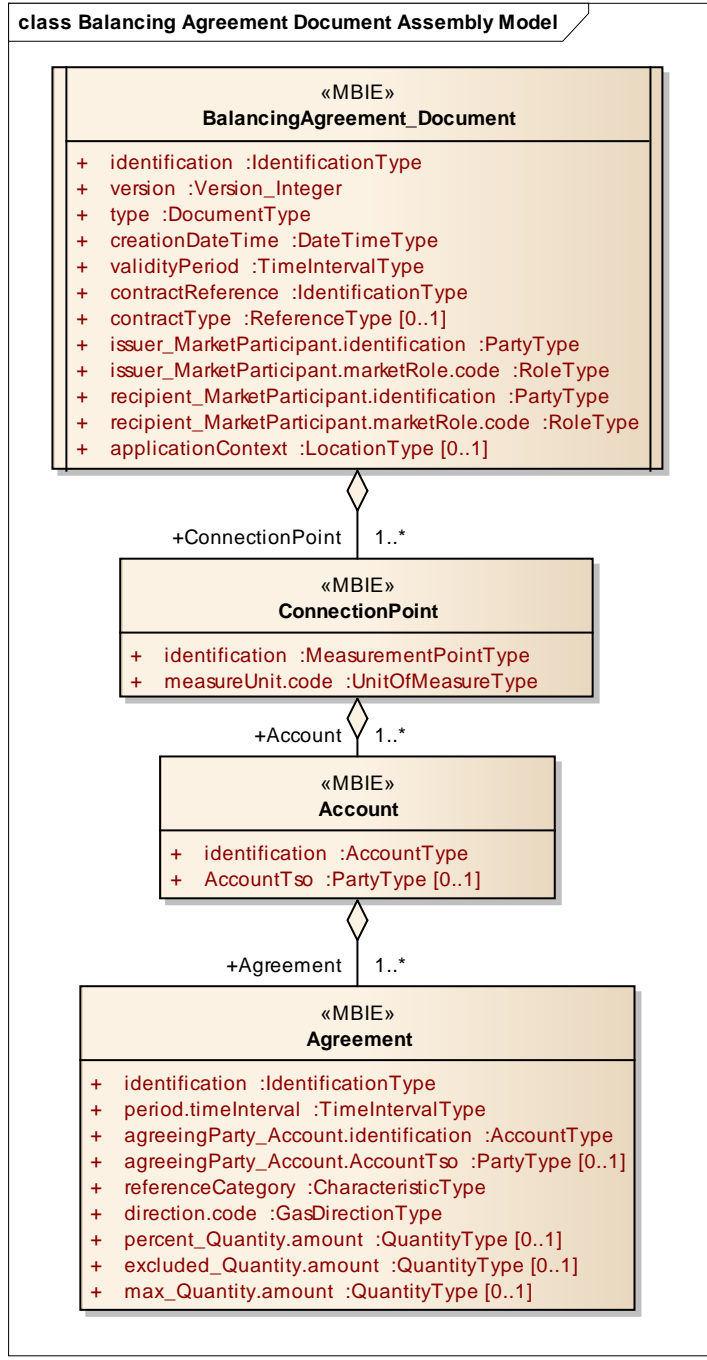 class Balancing Agreement Document Assembly Model
«MBIE»
BalancingAgreement_Document
+ identification :IdentificationType
+ version :Version_Integer
+ type :DocumentType
+ creationDateTime :DateTimeType
+ validityPeriod :TimeIntervalType
+ contractReference :IdentificationType
+ contractType :ReferenceType [0..1]
+ issuer_MarketParticipant.identification :PartyType
+ issuer_MarketParticipant.marketRole.code :RoleType
+ recipient_MarketParticipant.identification :PartyType
+ recipient_MarketParticipant.marketRole.code :RoleType
+ applicationContext :LocationType [0..1]
+ConnectionPoint 1..*
«MBIE»
ConnectionPoint
+ identification :MeasurementPointType
+ measureUnit.code :UnitOfMeasureType
+Account 1..*
«MBIE»
Account
+ identification :AccountType
+ AccountTso :PartyType [0..1]
+Agreement 1..*
«MBIE»
Agreement
+ identification :IdentificationType
+ period.timeInterval :TimeIntervalType
+ agreeingParty_Account.identification :AccountType
+ agreeingParty_Account.AccountTso :PartyType [0..1]
+ referenceCategory :CharacteristicType
+ direction.code :GasDirectionType
+ percent_Quantity.amount :QuantityType [0..1]
+ excluded_Quantity.amount :QuantityType [0..1]
+ max_Quantity.amount :QuantityType [0..1]